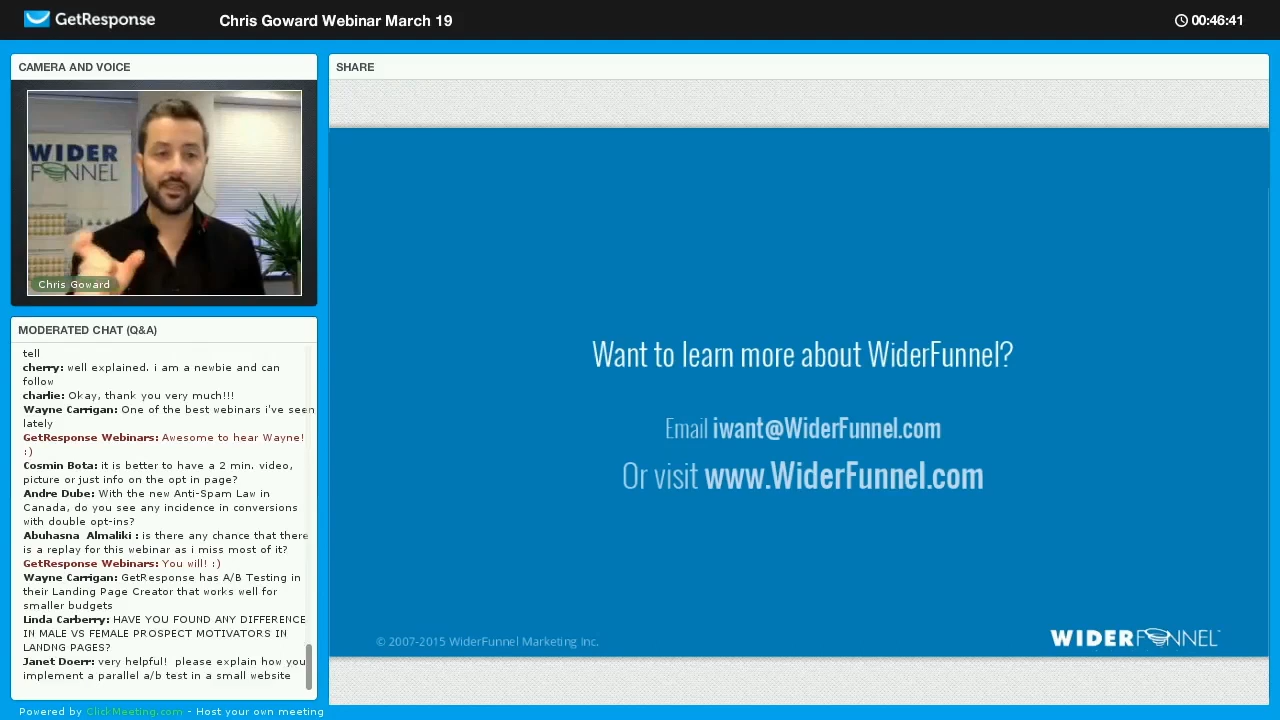 GetResponse
Chris Goward Webinar March 19
00:46:41
CAMERA AND VOICE
WIDER
FUNNEL
Chris Goward
MODERATED CHAT (Q&A)
tell
cherry: well explained. i am a newbie and can
follow
charlie: Okay, thank you very much!!!
Wayne Carrigan: One of the best webinars i've seen
lately
GetResponse Webinars: Awesome to hear Wayne!
:)
Cosmin Bota: it is better to have a 2 min. video,
picture or just info on the opt in page?
Andre Dube: With the new Anti-Spam Law in
Canada, do you see any incidence in conversions
with double opt-ins?
Abuhasna Almaliki : is there any chance that there
is a replay for this webinar as i miss most of it?
GetResponse Webinars: You will! :)
Wayne Carrigan: GetResponse has A/B Testing in
their Landing Page Creator that works well for
smaller budgets
Linda Carberry: HAVE YOU FOUND ANY DIFFERENCE
IN MALE VS FEMALE PROSPECT MOTIVATORS IN
LANDNG PAGES?
Janet Doerr: very helpful! please explain how you
implement a parallel a/b test in a small website
Powered by ClickMeeting.com - Host your own meeting
SHARE
Want to learn more about WiderFunnel?
Email iwant@WiderFunnel.com
Or visit www.WiderFunnel.com
© 2007-2015 WiderFunnel Marketing Inc.
WIDERFUNNEL